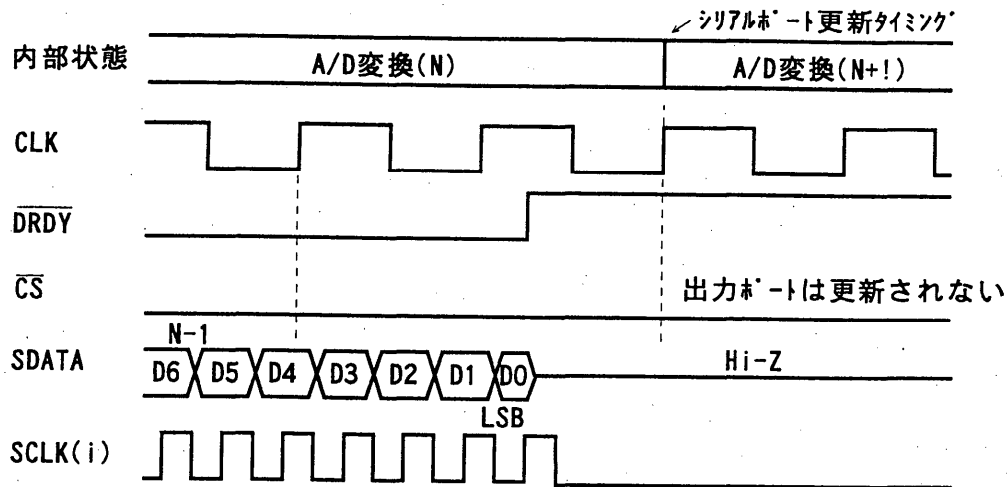 シリアルポート更新タイミング
内部状態 A/D変換(N) A/D変換(N+!)
CLK
DRDY
CS 出力ポートは更新されない
N-1
SDATA D6 D5 D4 D3 D2 D1 D0 Hi-Z
LSB
SCLK(i)